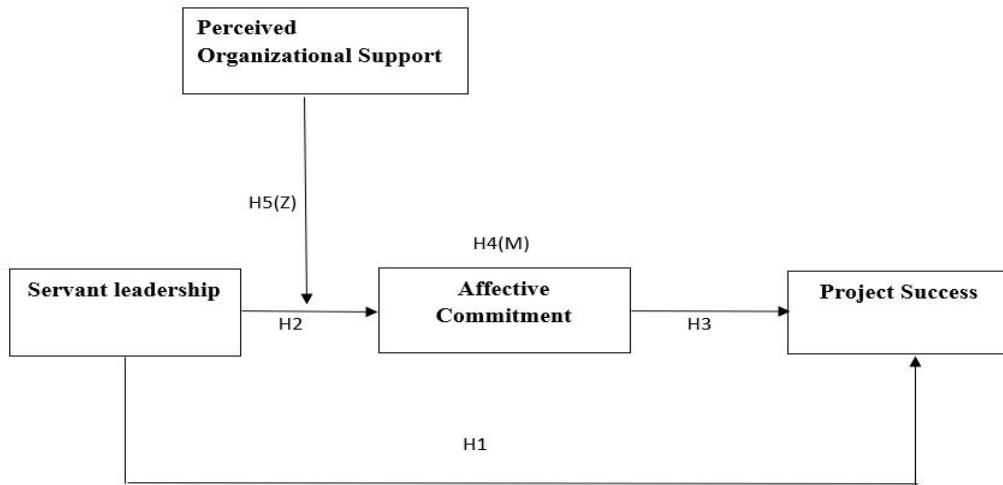 Perceived
Organizational Support
H5(Z)
H4(M)
Servant leadership
H2
Affective
Commitment
H3
Project Success
H1